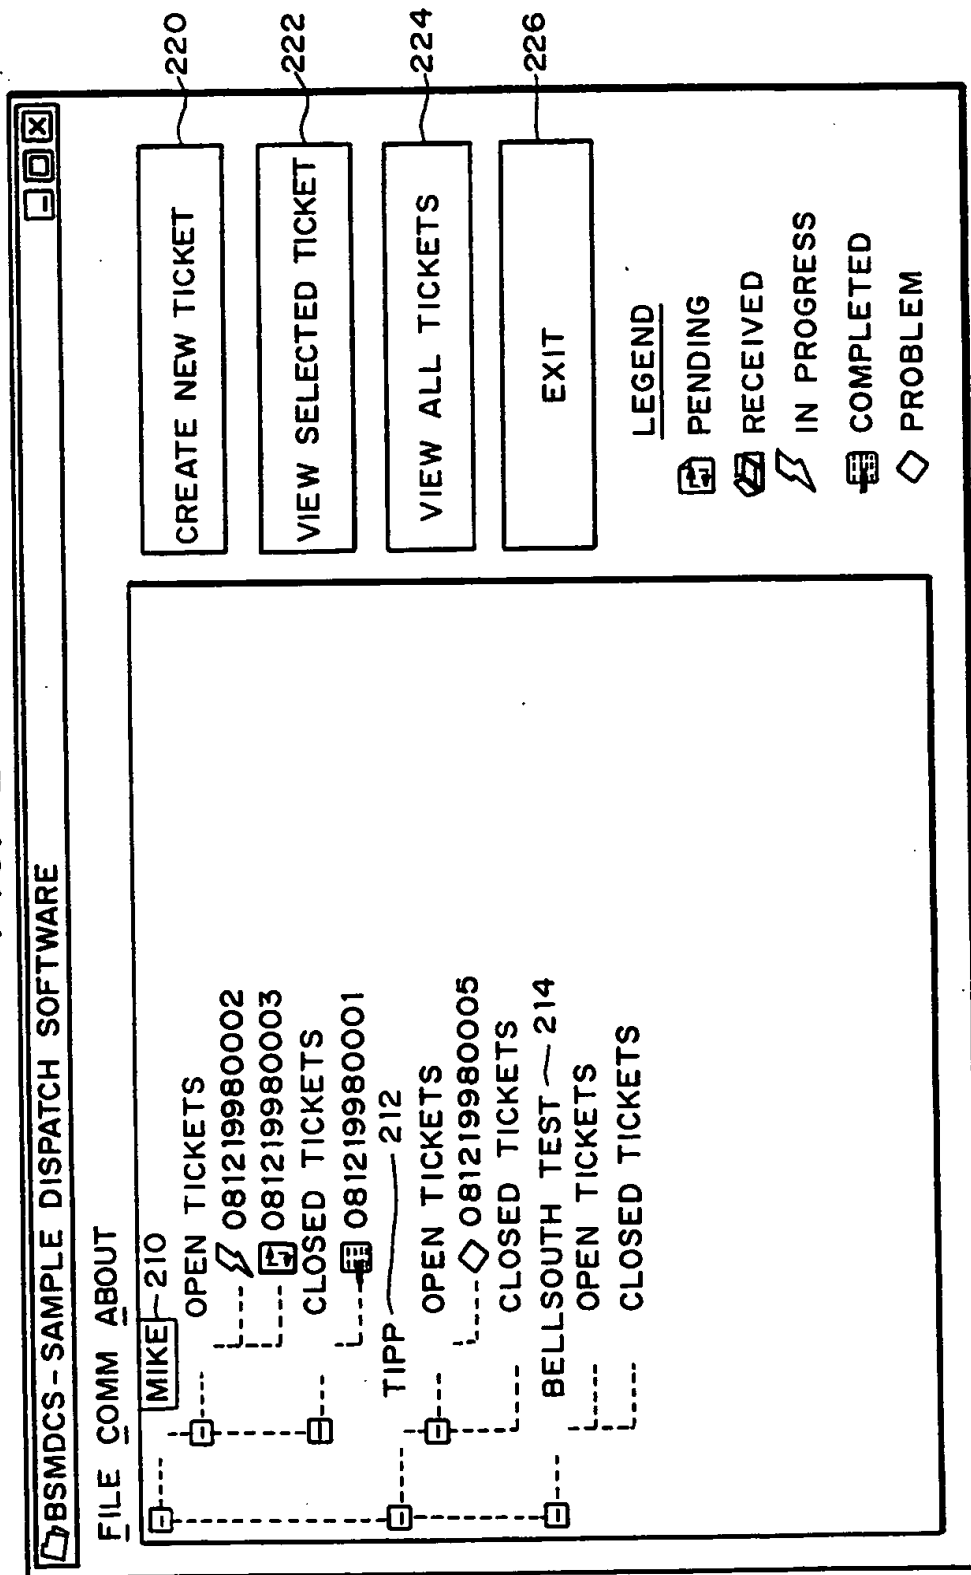 BSMDCS-SAMPLE DISPATCH SOFTWARE
FILE COMM ABOUT
MIKE 210
OPEN TICKETS
081219980002
081219980003
CLOSED TICKETS
081219980001
TIPP 212
OPEN TICKETS
081219980005
CLOSED TICKETS
BELLSOUTH TEST 214
OPEN TICKETS
CLOSED TICKETS
CREATE NEW TICKET 220
VIEW SELECTED TICKET 222
VIEW ALL TICKETS 224
EXIT 226
LEGEND
PENDING
RECEIVED
IN PROGRESS
COMPLETED
PROBLEM